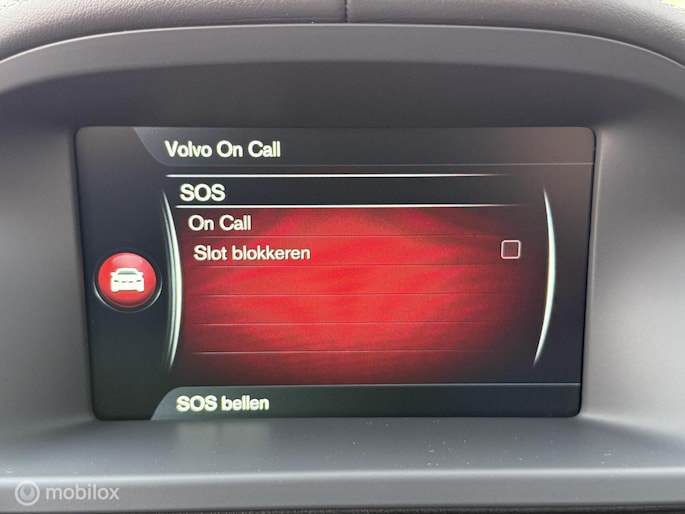 Volvo On Call
SOS
On Call
Slot blokkeren
SOS bellen
mobilox